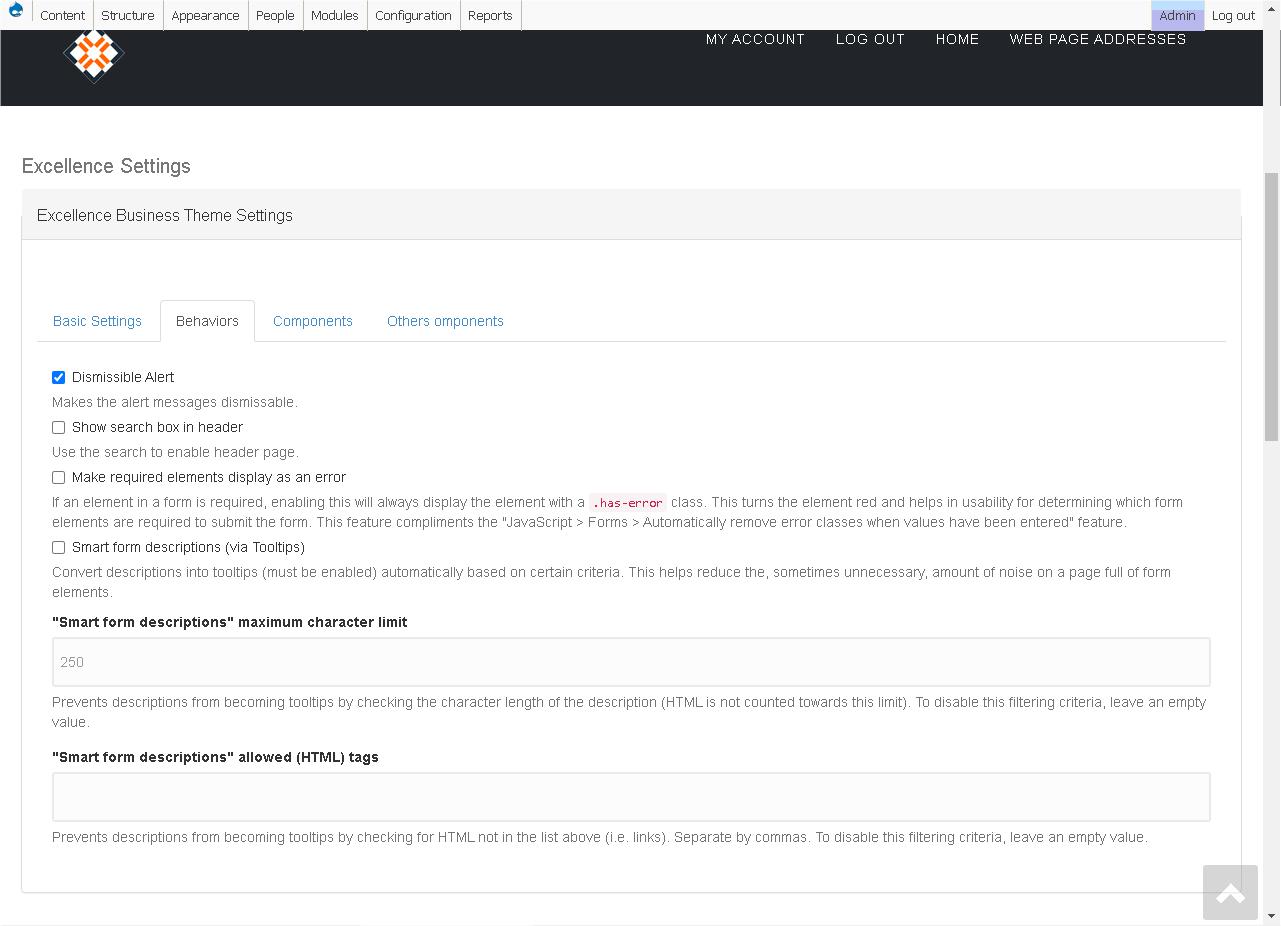 Content Structure Appearance People Modules Configuration Reports Admin Log out
MY ACCOUNT LOG OUT HOME WEB PAGE ADDRESSES
Excellence Settings
Excellence Business Theme Settings
Basic Settings Behaviors Components Others omponents
Dismissible Alert
Makes the alert messages dismissable.
Show search box in header
Use the search to enable header page.
Make required elements display as an error
If an element in a form is required, enabling this will always display the element with a .has-error class. This turns the element red and helps in usability for determining which form
elements are required to submit the form. This feature compliments the "JavaScript > Forms > Automatically remove error classes when values have been entered" feature.
Smart form descriptions (via Tooltips)
Convert descriptions into tooltips (must be enabled) automatically based on certain criteria. This helps reduce the, sometimes unnecessary, amount of noise on a page full of form
elements.
"Smart form descriptions" maximum character limit
250
Prevents descriptions from becoming tooltips by checking the character length of the description (HTML is not counted towards this limit). To disable this filtering criteria, leave an empty
value.
"Smart form descriptions" allowed (HTML) tags
Prevents descriptions from becoming tooltips by checking for HTML not in the list above (i.e. links). Separate by commas. To disable this filtering criteria, leave an empty value.